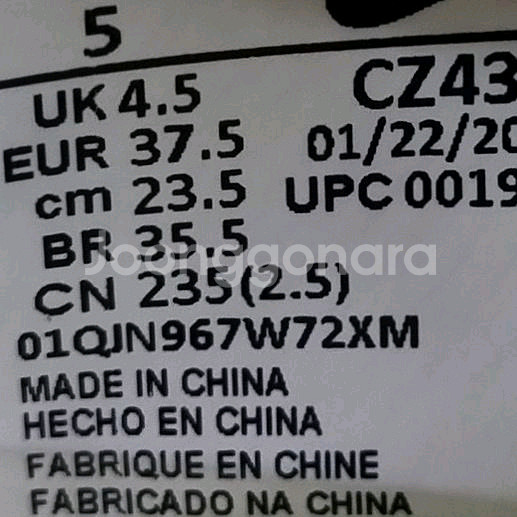 5
UK 4.5 CZ43
EUR 37.5 01/22/20
cm 23.5 UPC 0019
BR 35.5
Joonggonara
CN 235(2.5)
01QJN967W72XM
MADE IN CHINA
HECHO EN CHINA
FABRIQUE EN CHINE
FABRICADO NA CHINA